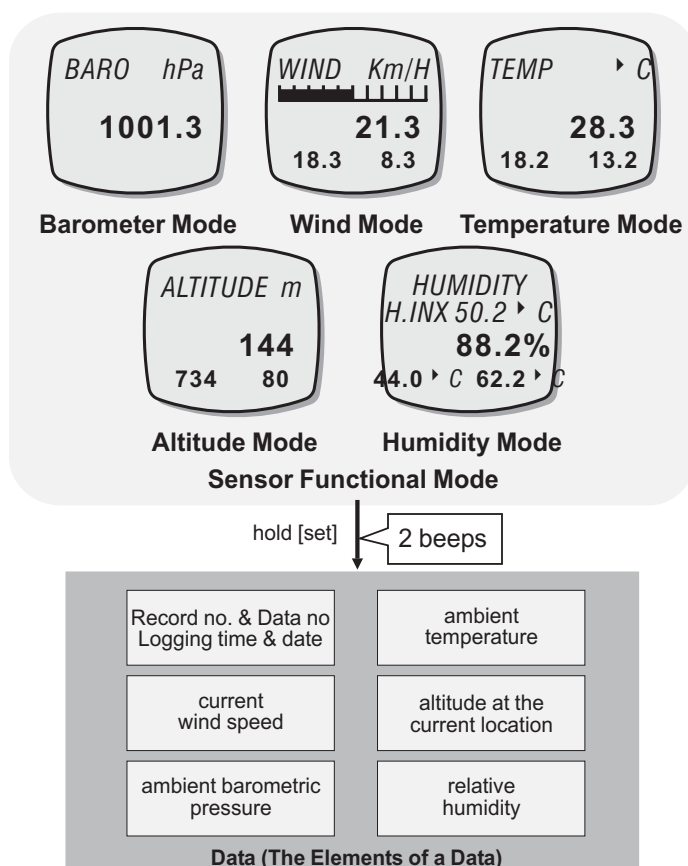 BARO hPa
1001.3
Barometer Mode
WIND Km/H
21.3
18.3 8.3
Wind Mode
TEMP ‣ C
28.3
18.2 13.2
Temperature Mode
ALTITUDE m
144
734 80
Altitude Mode
HUMIDITY
H.INX 50.2 ‣ C
88.2%
44.0 ‣ C 62.2 ‣ C
Humidity Mode
Sensor Functional Mode
hold [set]
2 beeps
Record no. & Data no
Logging time & date
ambient
temperature
current
wind speed
altitude at the
current location
ambient barometric
pressure
relative
humidity
Data (The Elements of a Data)